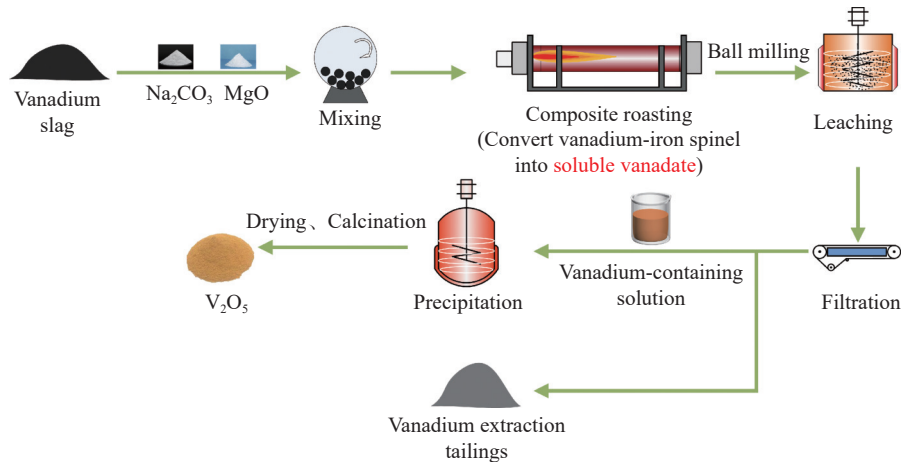 Vanadium
slag
Na₂CO₃
MgO
Mixing
Composite roasting
(Convert vanadium-iron spinel
into soluble vanadate)
Ball milling
Leaching
Filtration
Vanadium-containing
solution
Precipitation
Drying、Calcination
V₂O₅
Vanadium extraction
tailings